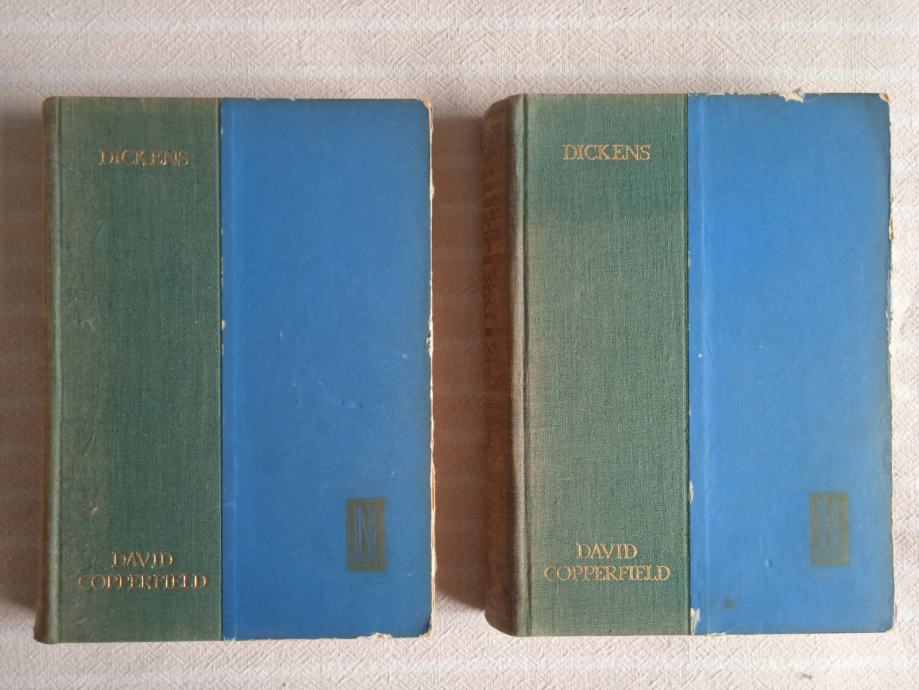 DICKENS
DAVID
COPPERFIELD
N
DICKENS
DAVID
COPPERFIELD